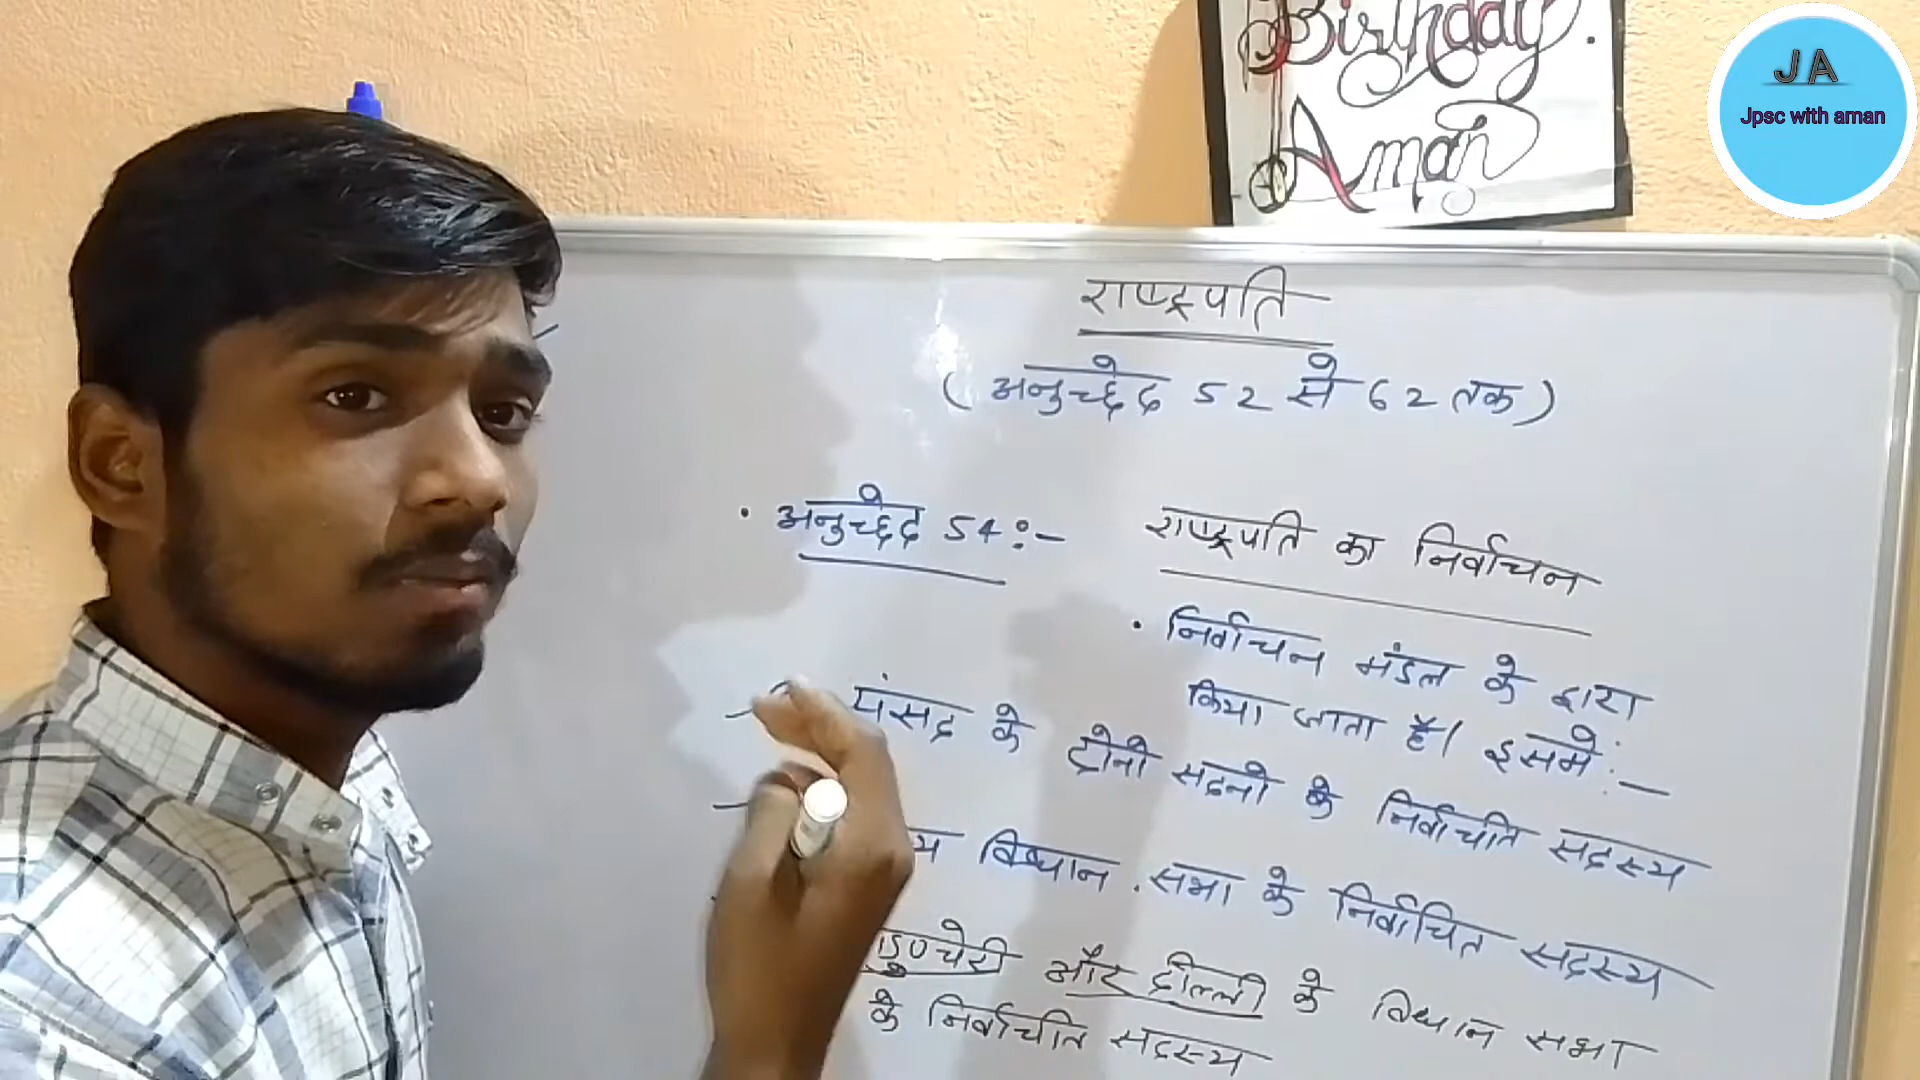 Birthday.
Aman
J A
Jpsc with aman
राष्ट्रपति
( अनुच्छेद 52 से 62 तक )
• अनुच्छेद 54 :- राष्ट्रपति का निर्वाचन
• निर्वाचन मंडल के द्वारा
किया जाता है। इसमे :-
संसद के दोनो सदनो के निर्वाचीत सदस्य
विधान . सभा के निर्वाचित सदस्य
और दील्ली के विधान सभा
के निर्वाचीत सदस्य